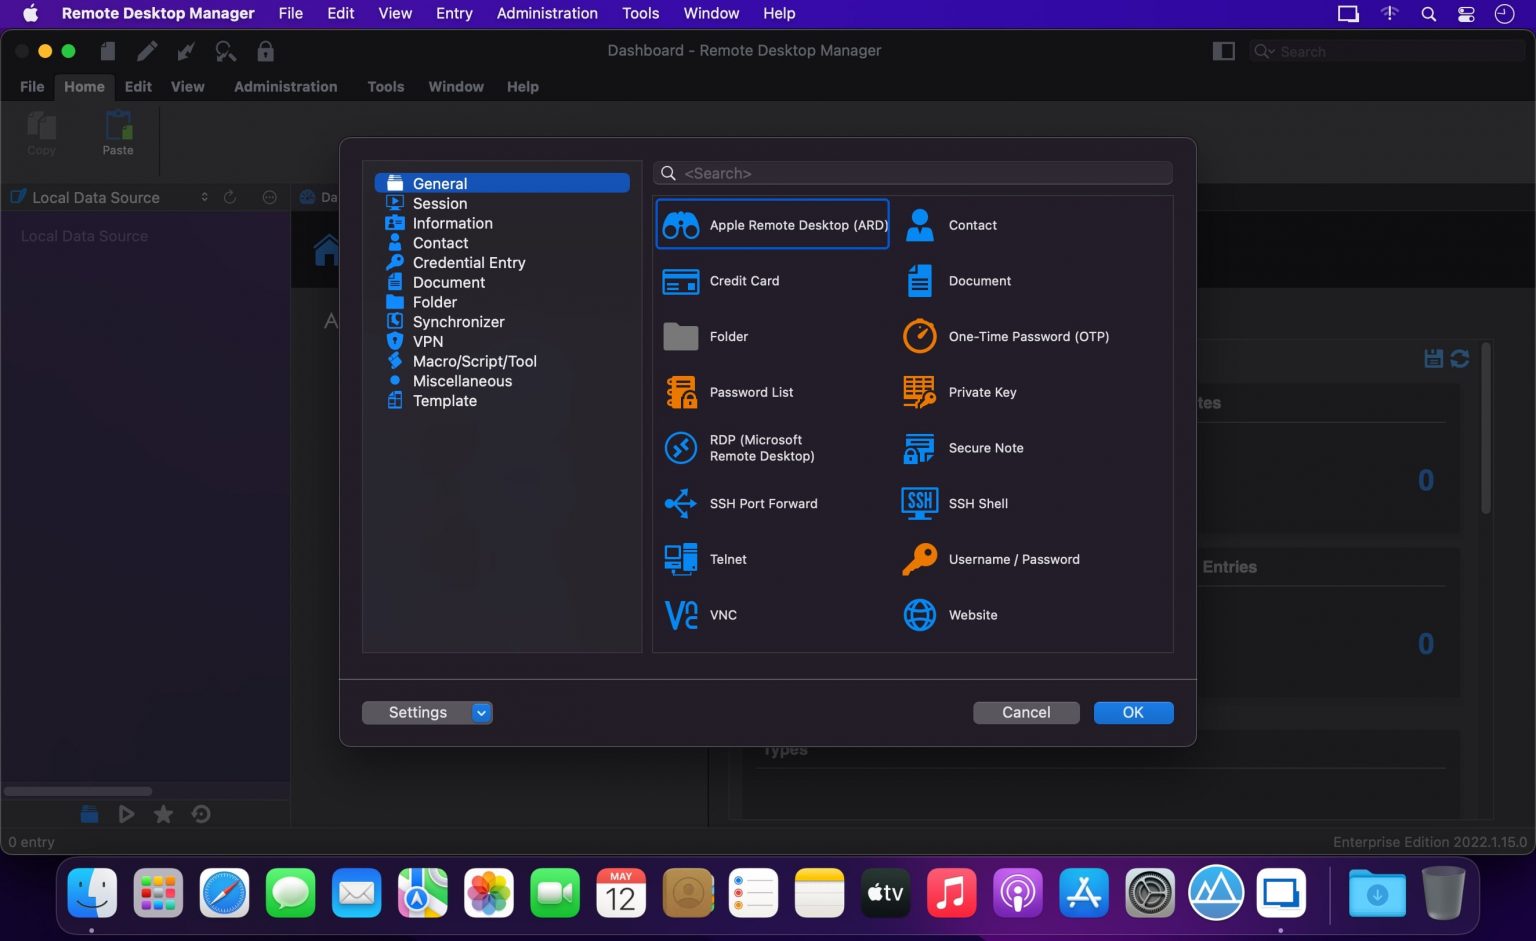 Remote Desktop Manager File Edit View Entry Administration Tools Window Help
Dashboard - Remote Desktop Manager
Search
File Home Edit View Administration Tools Window Help
Copy
Paste
Local Data Source
Da
Local Data Source
A
General
Session
Information
Contact
Credential Entry
Document
Folder
Synchronizer
VPN
Macro/Script/Tool
Miscellaneous
Template
<Search>
Apple Remote Desktop (ARD)
Contact
Credit Card
Document
Folder
One-Time Password (OTP)
Password List
Private Key
RDP (Microsoft
Remote Desktop)
Secure Note
SSH Port Forward
SSH
SSH Shell
Telnet
Username / Password
Vnc
VNC
Website
Settings
Cancel
OK
tes
0
Entries
0
Types
0 entry
Enterprise Edition 2022.1.15.0
MAY
12
tv